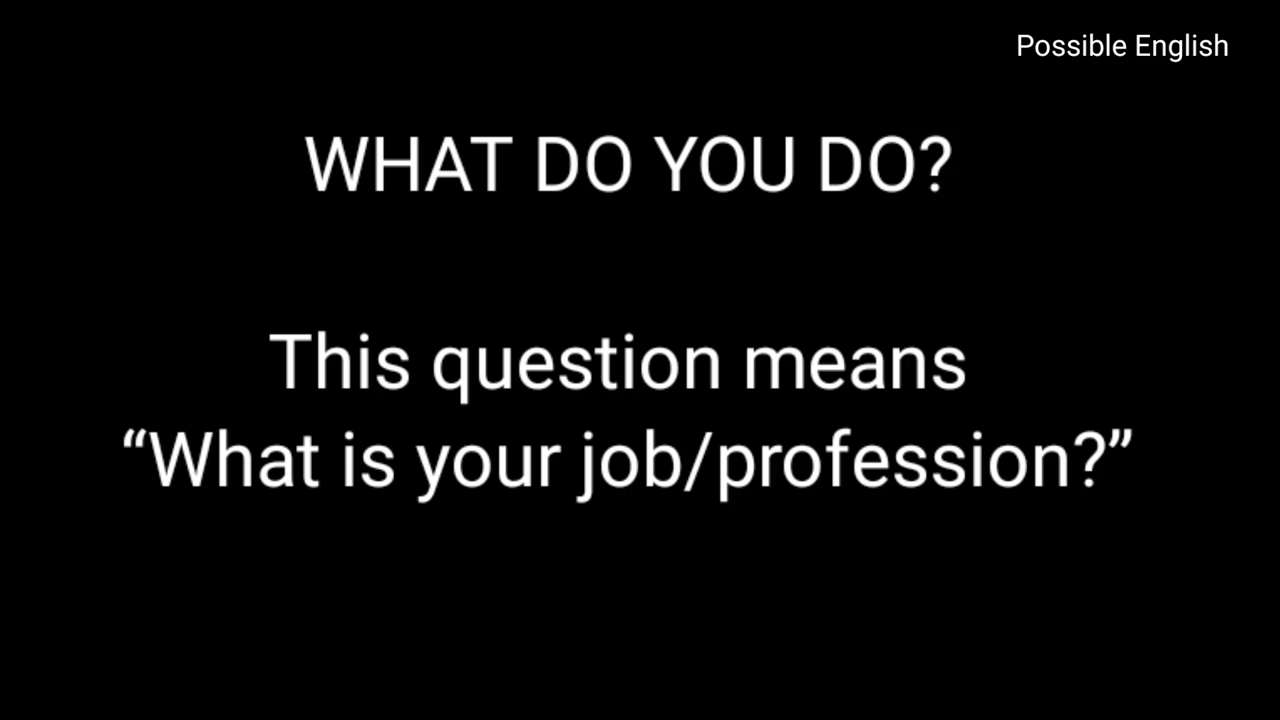 Possible English
WHAT DO YOU DO?
This question means
“What is your job/profession?”